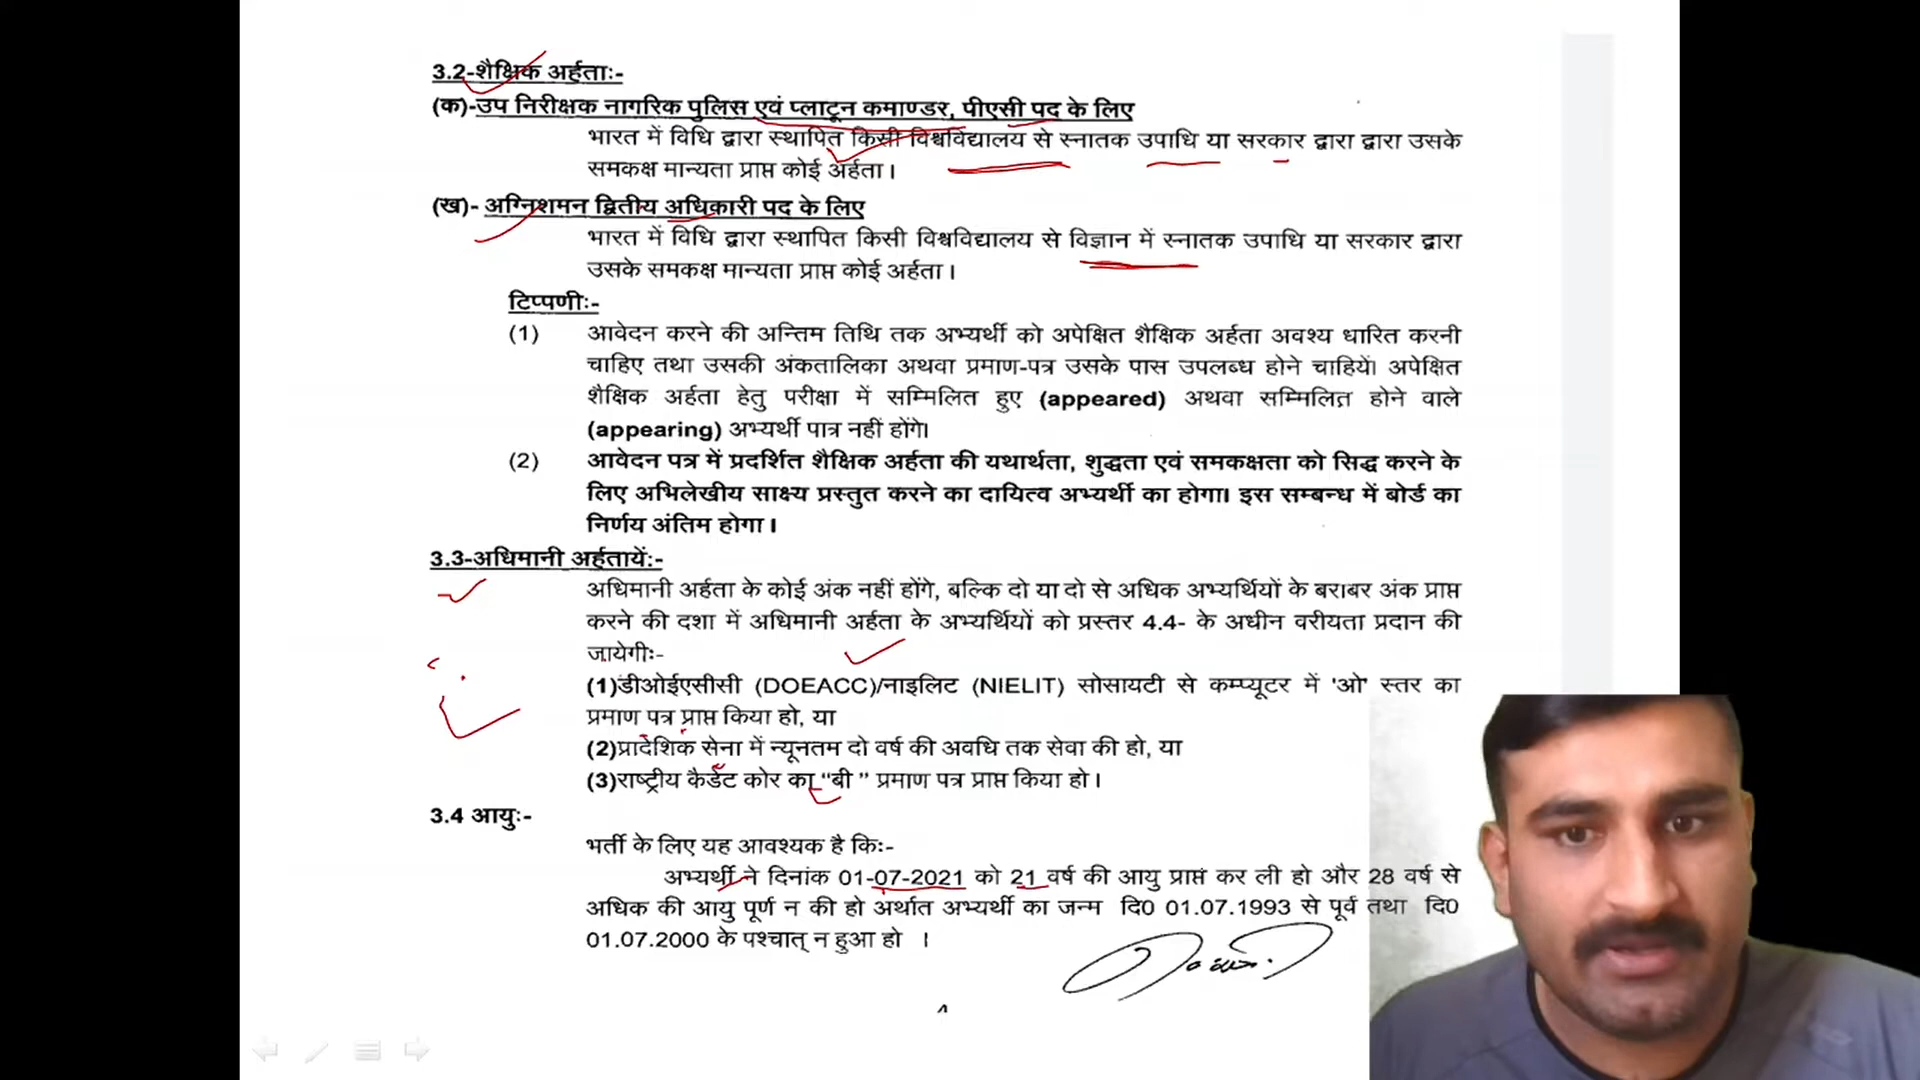 3.2-शैक्षिक अर्हताः-
(क)-उप निरीक्षक नागरिक पुलिस एवं प्लाटून कमाण्डर, पीएसी पद के लिए
भारत में विधि द्वारा स्थापित किसी विश्वविद्यालय से स्नातक उपाधि या सरकार द्वारा द्वारा उसके
समकक्ष मान्यता प्राप्त कोई अर्हता।
(ख)- अग्निशमन द्वितीय अधिकारी पद के लिए
भारत में विधि द्वारा स्थापित किसी विश्वविद्यालय से विज्ञान में स्नातक उपाधि या सरकार द्वारा
उसके समकक्ष मान्यता प्राप्त कोई अर्हता।
टिप्पणीः-
(1) आवेदन करने की अन्तिम तिथि तक अभ्यर्थी को अपेक्षित शैक्षिक अर्हता अवश्य धारित करनी
चाहिए तथा उसकी अंकतालिका अथवा प्रमाण-पत्र उसके पास उपलब्ध होने चाहियें। अपेक्षित
शैक्षिक अर्हता हेतु परीक्षा में सम्मिलित हुए (appeared) अथवा सम्मिलित होने वाले
(appearing) अभ्यर्थी पात्र नहीं होंगे।
(2) आवेदन पत्र में प्रदर्शित शैक्षिक अर्हता की यथार्थता, शुद्धता एवं समकक्षता को सिद्ध करने के
लिए अभिलेखीय साक्ष्य प्रस्तुत करने का दायित्व अभ्यर्थी का होगा। इस सम्बन्ध में बोर्ड का
निर्णय अंतिम होगा।
3.3-अधिमानी अर्हतायेंः-
अधिमानी अर्हता के कोई अंक नहीं होंगे, बल्कि दो या दो से अधिक अभ्यर्थियों के बराबर अंक प्राप्त
करने की दशा में अधिमानी अर्हता के अभ्यर्थियों को प्रस्तर 4.4- के अधीन वरीयता प्रदान की
जायेगीः-
(1)डीओईएसीसी (DOEACC)/नाइलिट (NIELIT) सोसायटी से कम्प्यूटर में 'ओ' स्तर का
प्रमाण पत्र प्राप्त किया हो, या
(2)प्रादेशिक सेना में न्यूनतम दो वर्ष की अवधि तक सेवा की हो, या
(3)राष्ट्रीय कैडेट कोर का “बी” प्रमाण पत्र प्राप्त किया हो।
3.4 आयुः-
भर्ती के लिए यह आवश्यक है किः-
अभ्यर्थी ने दिनांक 01-07-2021 को 21 वर्ष की आयु प्राप्त कर ली हो और 28 वर्ष से
अधिक की आयु पूर्ण न की हो अर्थात अभ्यर्थी का जन्म दि0 01.07.1993 से पूर्व तथा दि0
01.07.2000 के पश्चात् न हुआ हो ।